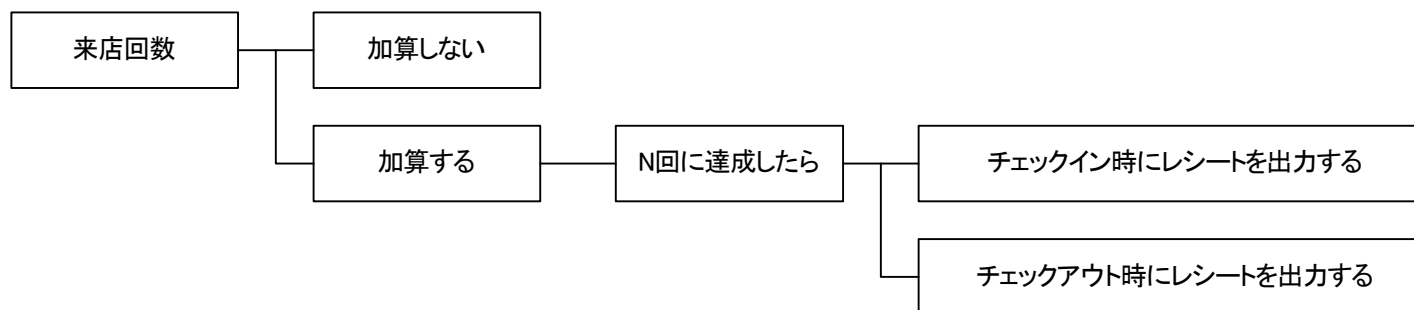 来店回数
加算しない
加算する
N回に達成したら
チェックイン時にレシートを出力する
チェックアウト時にレシートを出力する